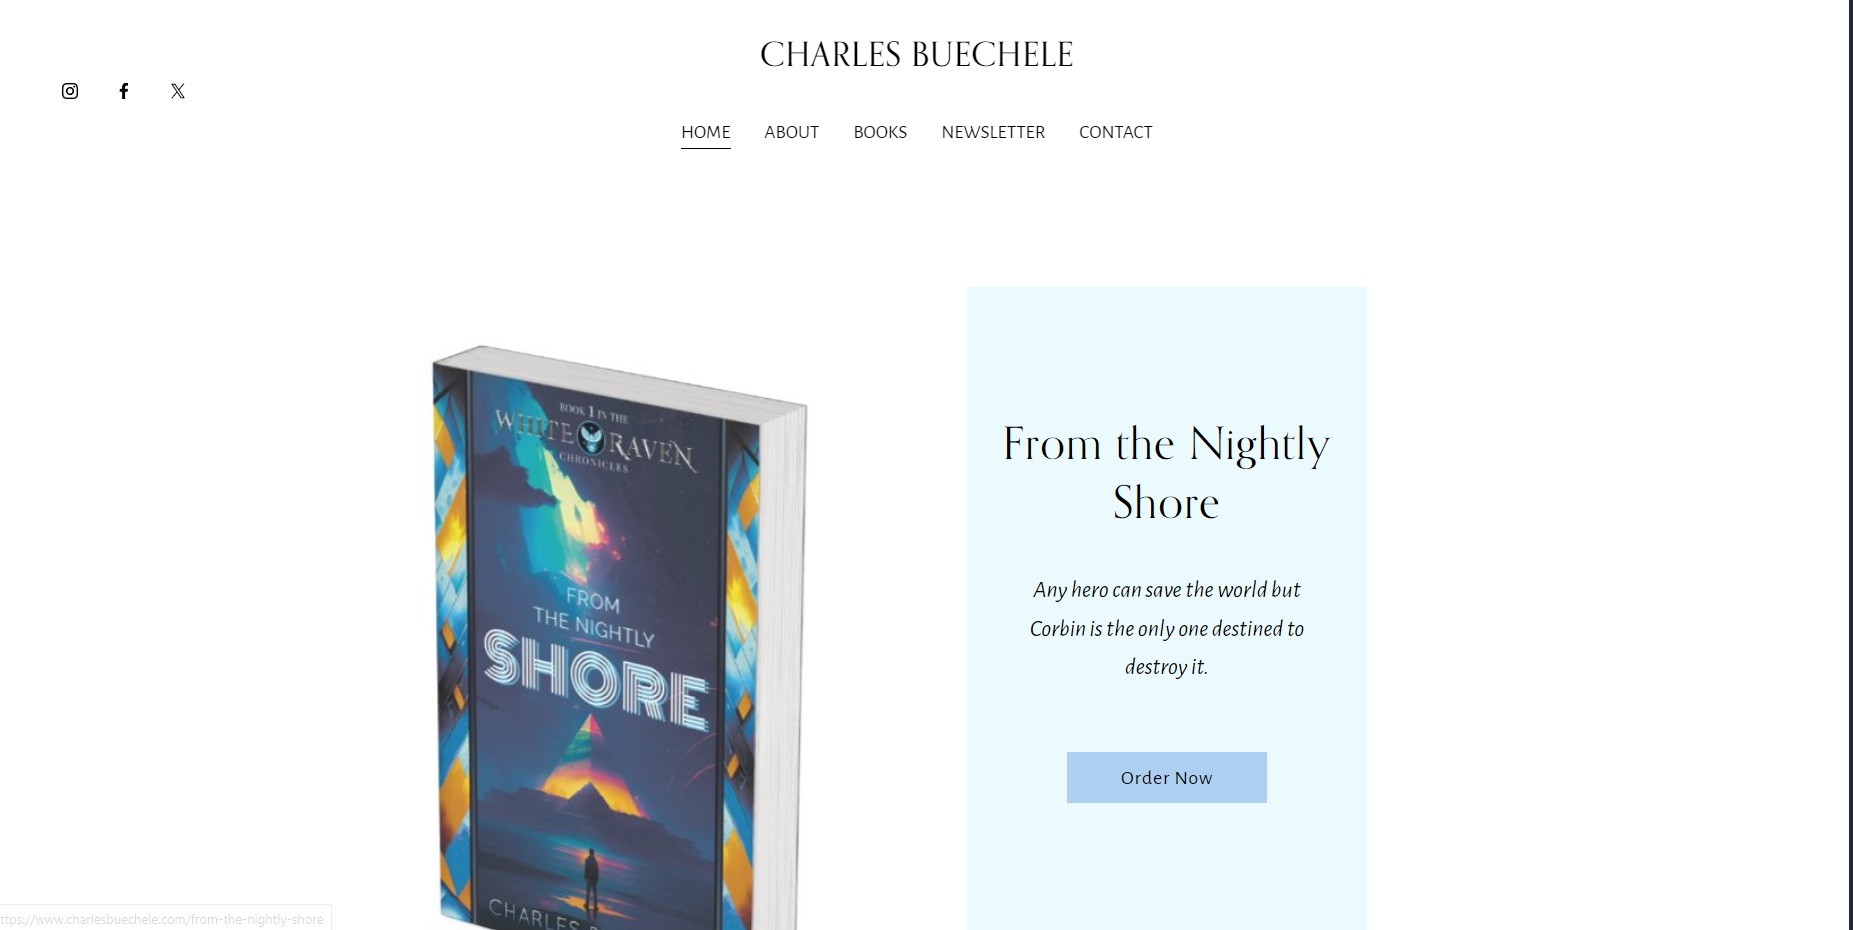 CHARLES BUECHELE
HOME ABOUT BOOKS NEWSLETTER CONTACT
BOOK 1 IN THE
WHITE RAVEN
CHRONICLES
FROM
THE NIGHTLY
SHORE
CHARLES
From the Nightly
Shore
Any hero can save the world but
Corbin is the only one destined to
destroy it.
Order Now
ttps://www.charlesbuechele.com/from-the-nightly-shore